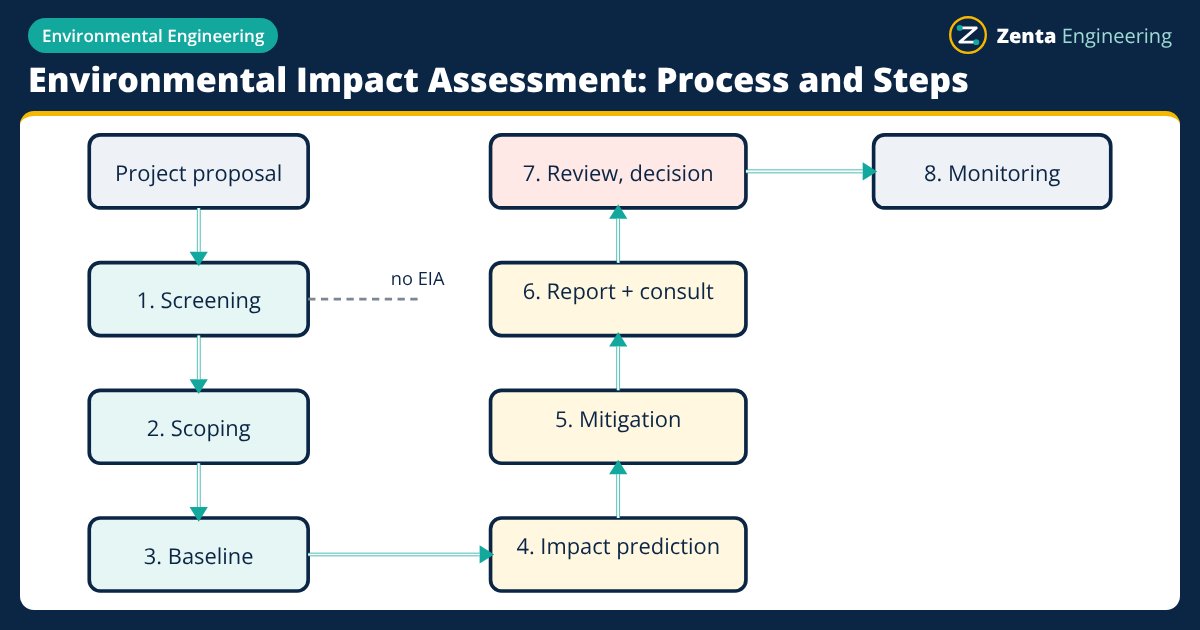 Environmental Engineering
Zenta Engineering
Environmental Impact Assessment: Process and Steps
Project proposal
1. Screening
no EIA
2. Scoping
3. Baseline
4. Impact prediction
5. Mitigation
6. Report + consult
7. Review, decision
8. Monitoring